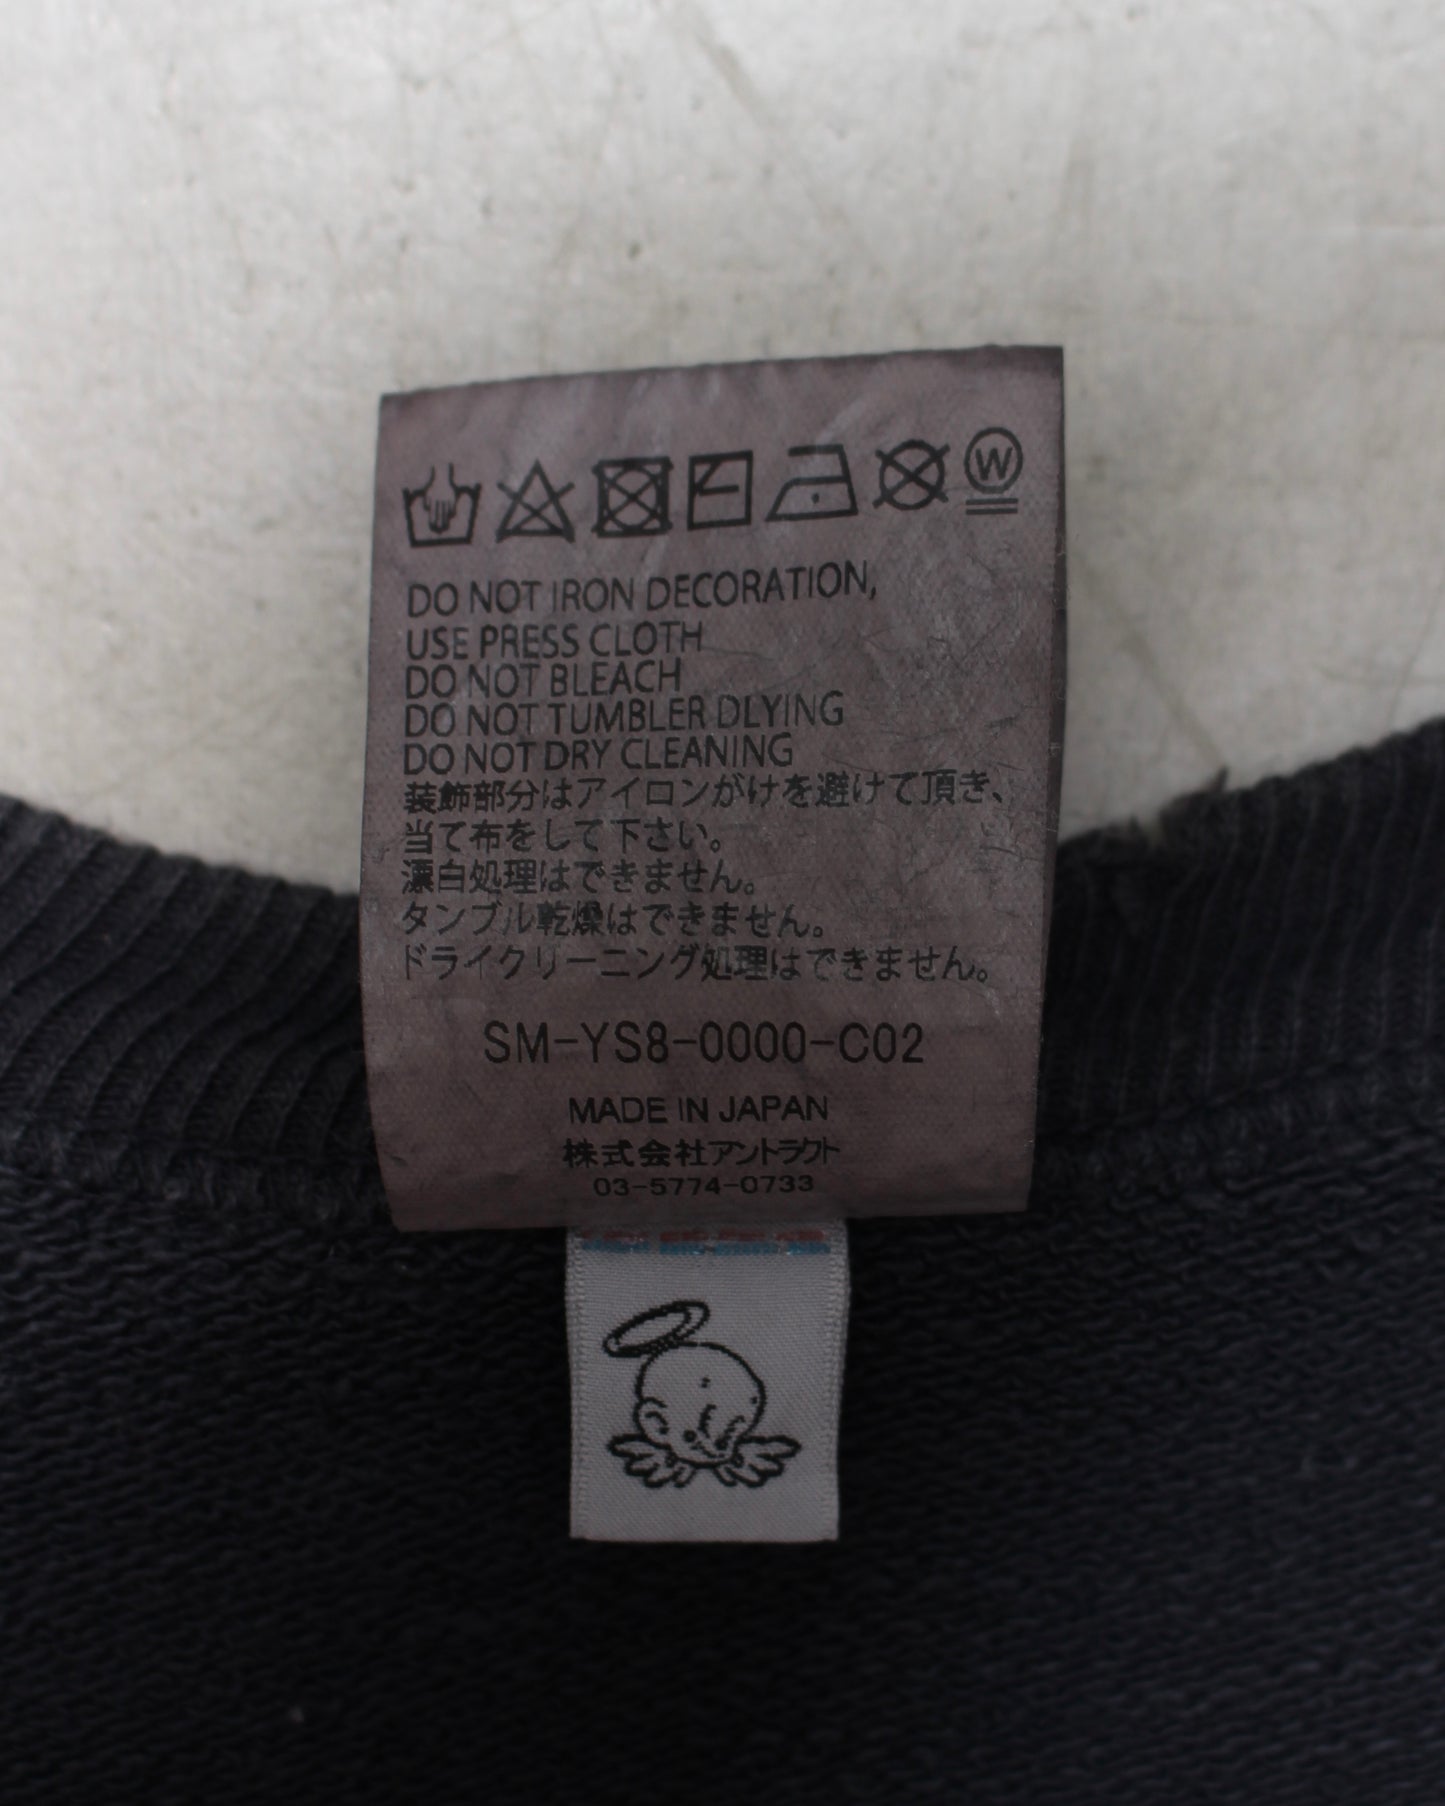 W
DO NOT IRON DECORATION,
USE PRESS CLOTH
DO NOT BLEACH
DO NOT TUMBLER DLYING
DO NOT DRY CLEANING
装飾部分はアイロンがけを避けて頂き、
当て布をして下さい。
漂白処理はできません。
タンブル乾燥はできません。
ドライクリーニング処理はできません。
SM-YS8-0000-C02
MADE IN JAPAN
株式会社アントラクト
03-5774-0733